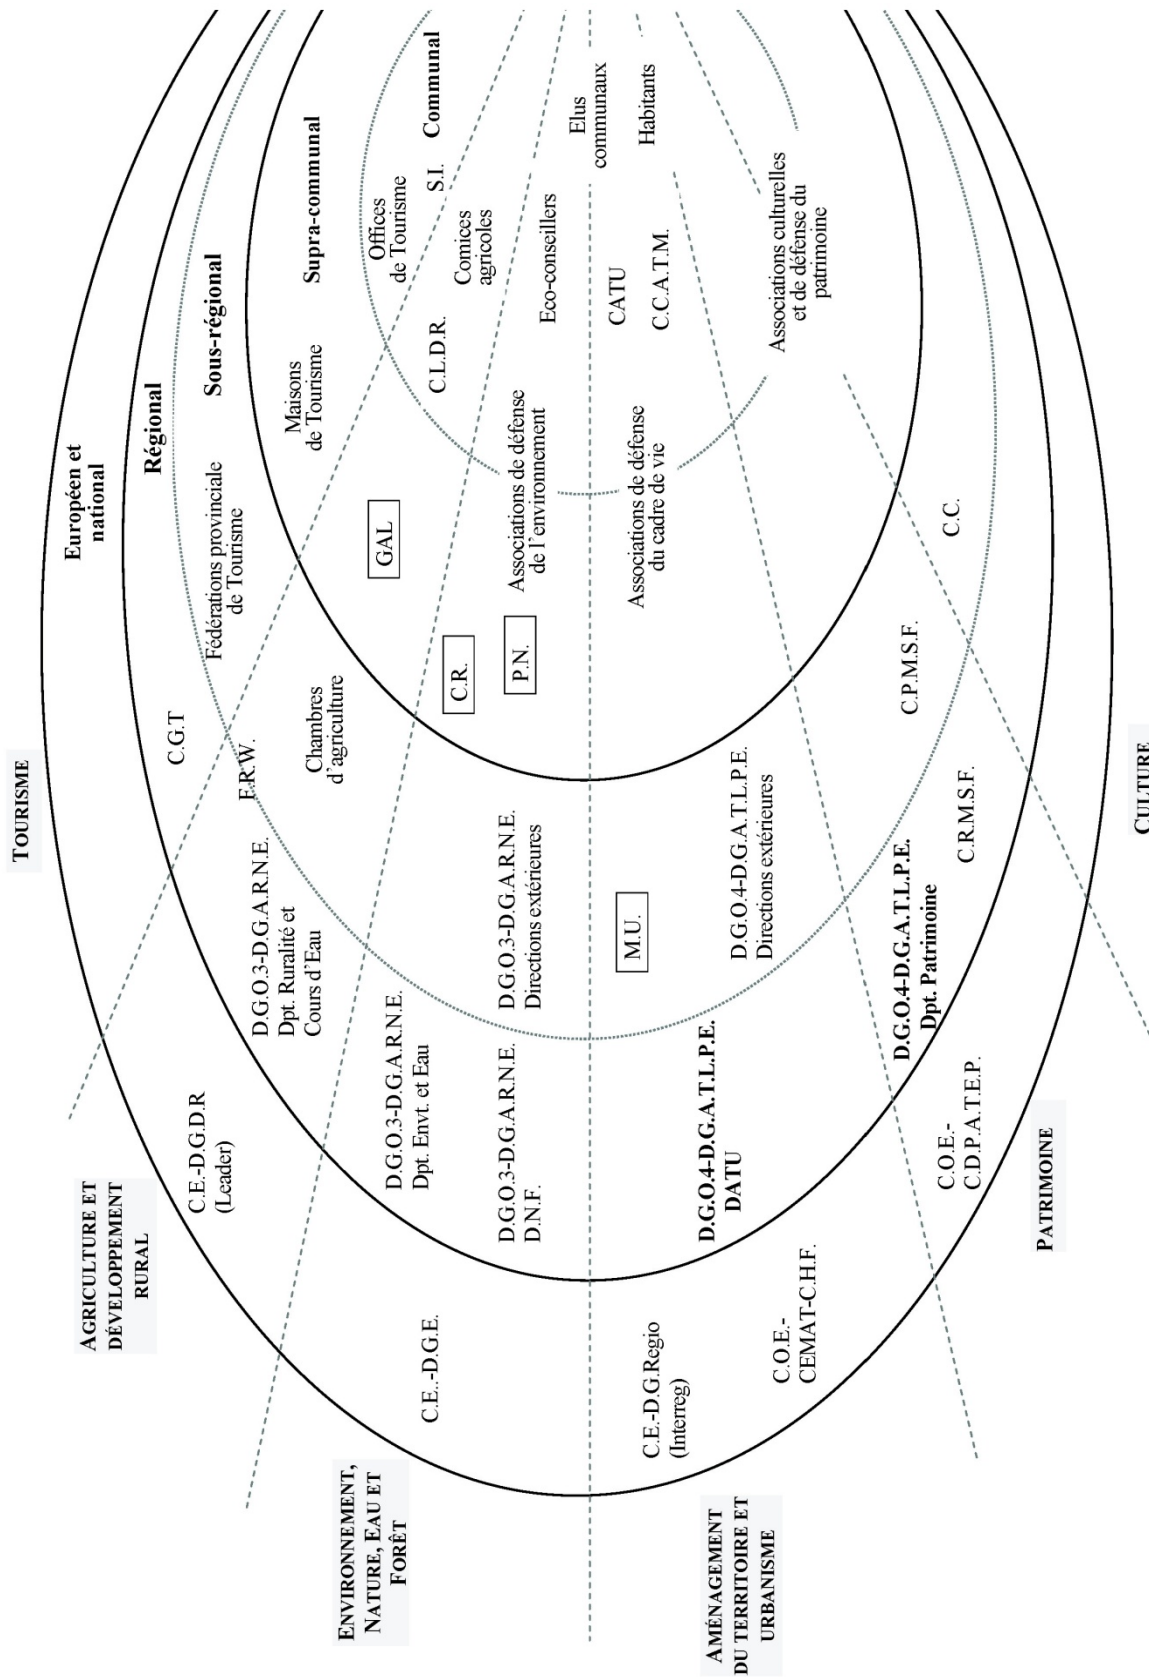 TOURISME
AGRICULTURE ET
DÉVELOPPEMENT
RURAL
ENVIRONNEMENT,
NATURE, EAU ET
FORÊT
AMÉNAGEMENT
DU TERRITOIRE ET
URBANISME
PATRIMOINE
CULTURE
Européen et
national
Régional
Sous-régional
Supra-communal
Communal
C.G.T
Fédérations provinciale
de Tourisme
Maisons
de Tourisme
Offices
de Tourisme
S.I.
C.E.-D.G.D.R
(Leader)
D.G.O.3-D.G.A.R.N.E.
Dpt. Ruralité et
Cours d'Eau
F.R.W.
Chambres
d'agriculture
GAL
C.R.
C.L.D.R.
Comices
agricoles
C.E..-D.G.E.
D.G.O.3-D.G.A.R.N.E.
Dpt. Envt. et Eau
D.G.O.3-D.G.A.R.N.E.
D.N.F.
D.G.O.3-D.G.A.R.N.E.
Directions extérieures
P.N.
Associations de défense
de l'environnement
Eco-conseillers
Elus
communaux
Habitants
C.E.-D.G.Regio
(Interreg)
C.O.E.-
CEMAT-C.H.F.
D.G.O.4-D.G.A.T.L.P.E.
DATU
M.U.
D.G.O.4-D.G.A.T.L.P.E.
Directions extérieures
Associations de défense
du cadre de vie
CATU
C.C.A.T.M.
C.O.E.-
C.D.P.A.T.E.P.
D.G.O.4-D.G.A.T.L.P.E.
Dpt. Patrimoine
C.R.M.S.F.
C.P.M.S.F.
C.C.
Associations culturelles
et de défense du
patrimoine